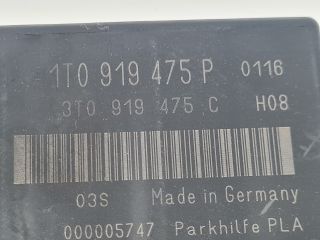 1T0 919 475 P 0116
3T0 919 475 C H08
03S Made in Germany
000005747 Parkhilfe PLA